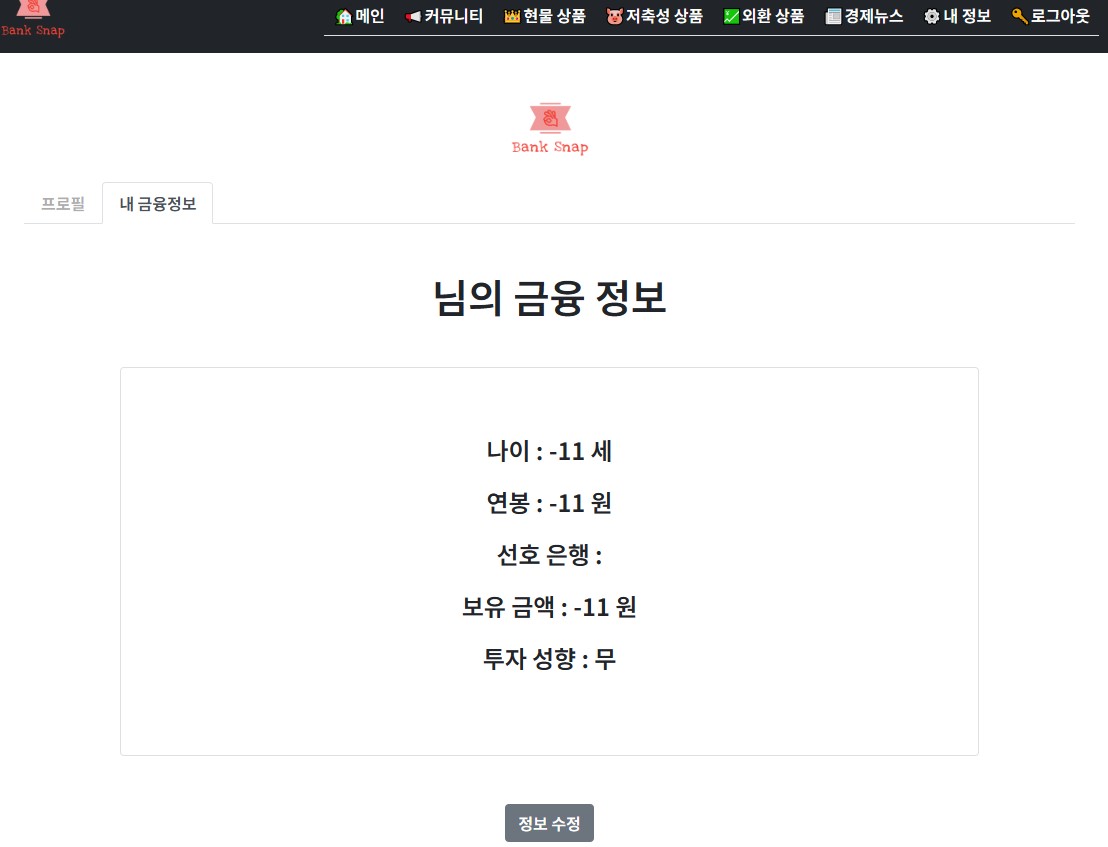 Bank Snap
메인 커뮤니티 현물 상품 저축성 상품 외환 상품 경제뉴스 내 정보 로그아웃
Bank Snap
프로필 내 금융정보
님의 금융 정보
나이 : -11 세
연봉 : -11 원
선호 은행 :
보유 금액 : -11 원
투자 성향 : 무
정보 수정